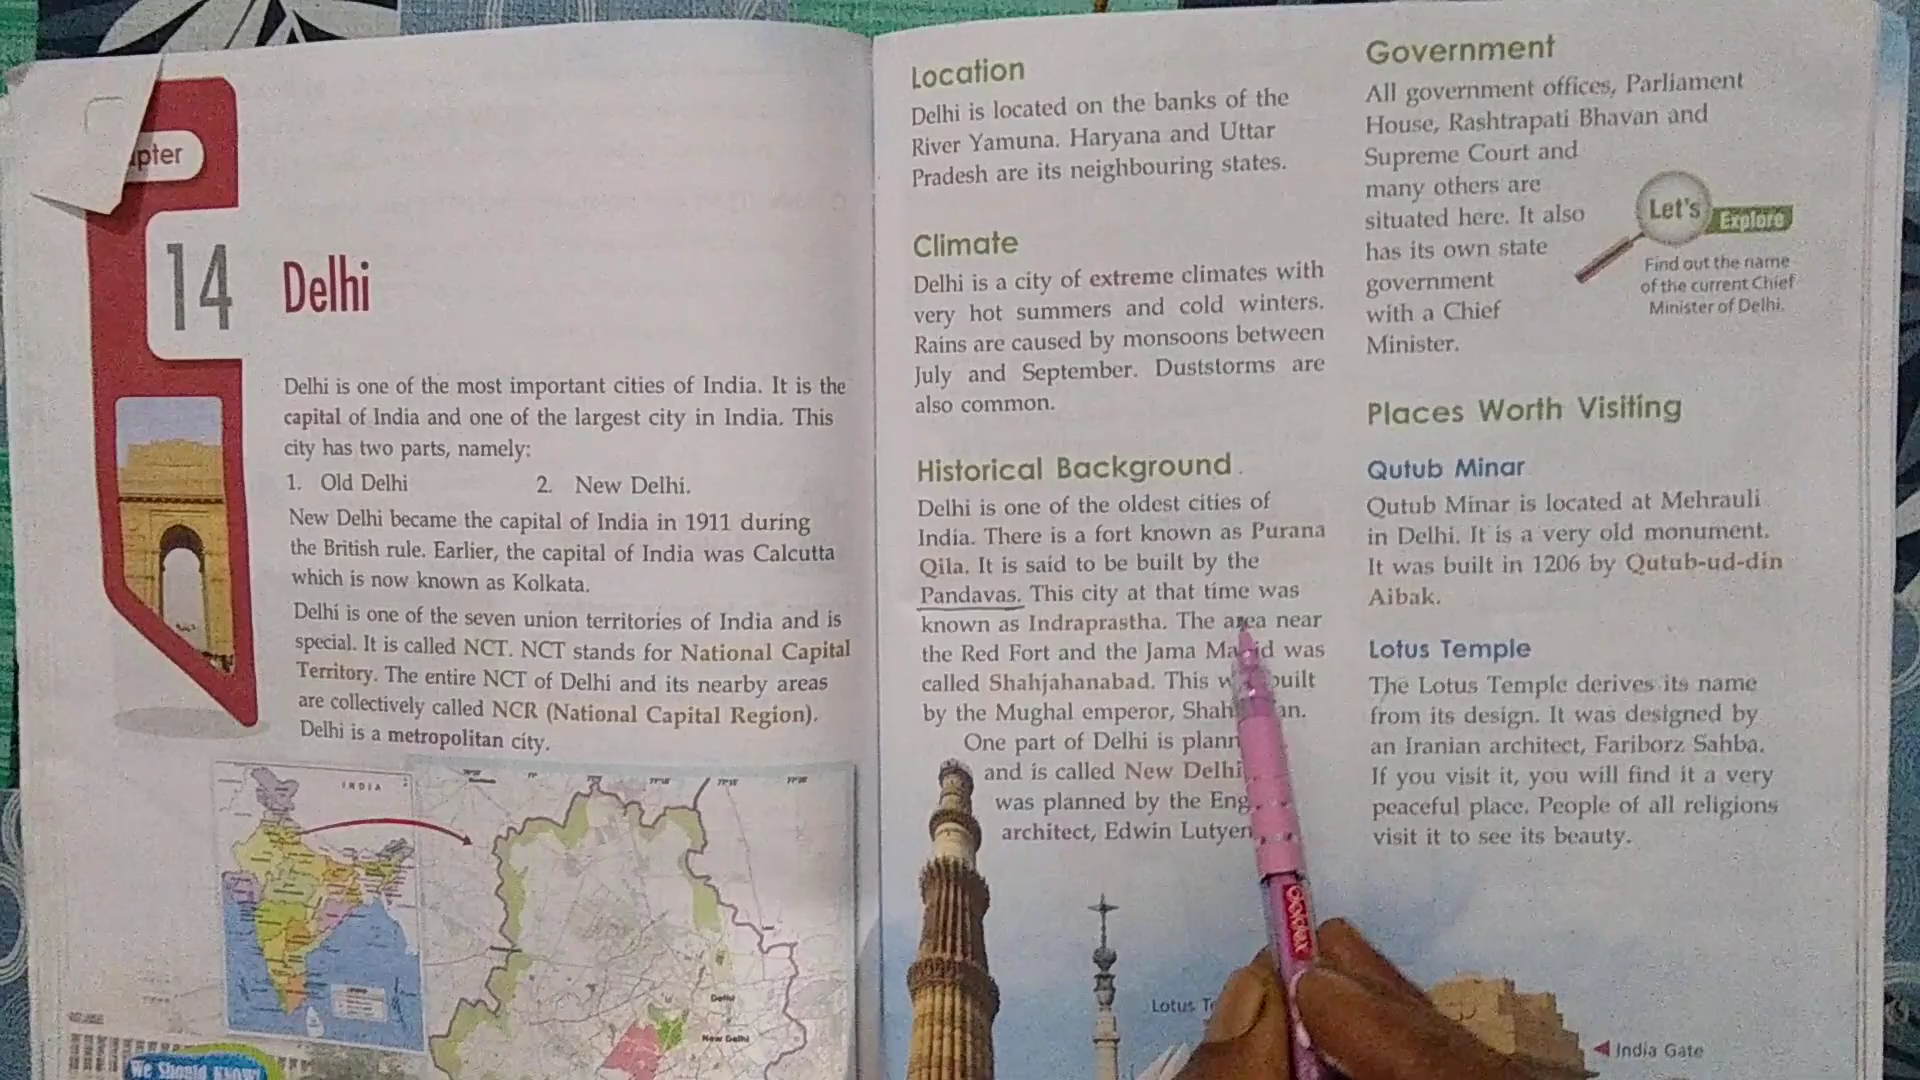 pter
14
Delhi
Delhi is one of the most important cities of India. It is the
capital of India and one of the largest city in India. This
city has two parts, namely:
1. Old Delhi 2. New Delhi.
New Delhi became the capital of India in 1911 during
the British rule. Earlier, the capital of India was Calcutta
which is now known as Kolkata.
Delhi is one of the seven union territories of India and is
special. It is called NCT. NCT stands for National Capital
Territory. The entire NCT of Delhi and its nearby areas
are collectively called NCR (National Capital Region).
Delhi is a metropolitan city.
INDIA
Delhi
New Delhi
We Should Know
Location
Delhi is located on the banks of the
River Yamuna. Haryana and Uttar
Pradesh are its neighbouring states.
Climate
Delhi is a city of extreme climates with
very hot summers and cold winters.
Rains are caused by monsoons between
July and September. Duststorms are
also common.
Historical Background
Delhi is one of the oldest cities of
India. There is a fort known as Purana
Qila. It is said to be built by the
Pandavas. This city at that time was
known as Indraprastha. The area near
the Red Fort and the Jama Ma id was
called Shahjahanabad. This w built
by the Mughal emperor, Shah an.
One part of Delhi is plann
and is called New Delhi
was planned by the Eng
architect, Edwin Lutyen
Lotus Te
Government
All government offices, Parliament
House, Rashtrapati Bhavan and
Supreme Court and
many others are
situated here. It also
has its own state
government
with a Chief
Minister.
Let's Explore
Find out the name
of the current Chief
Minister of Delhi.
Places Worth Visiting
Qutub Minar
Qutub Minar is located at Mehrauli
in Delhi. It is a very old monument.
It was built in 1206 by Qutub-ud-din
Aibak.
Lotus Temple
The Lotus Temple derives its name
from its design. It was designed by
an Iranian architect, Fariborz Sahba.
If you visit it, you will find it a very
peaceful place. People of all religions
visit it to see its beauty.
India Gate